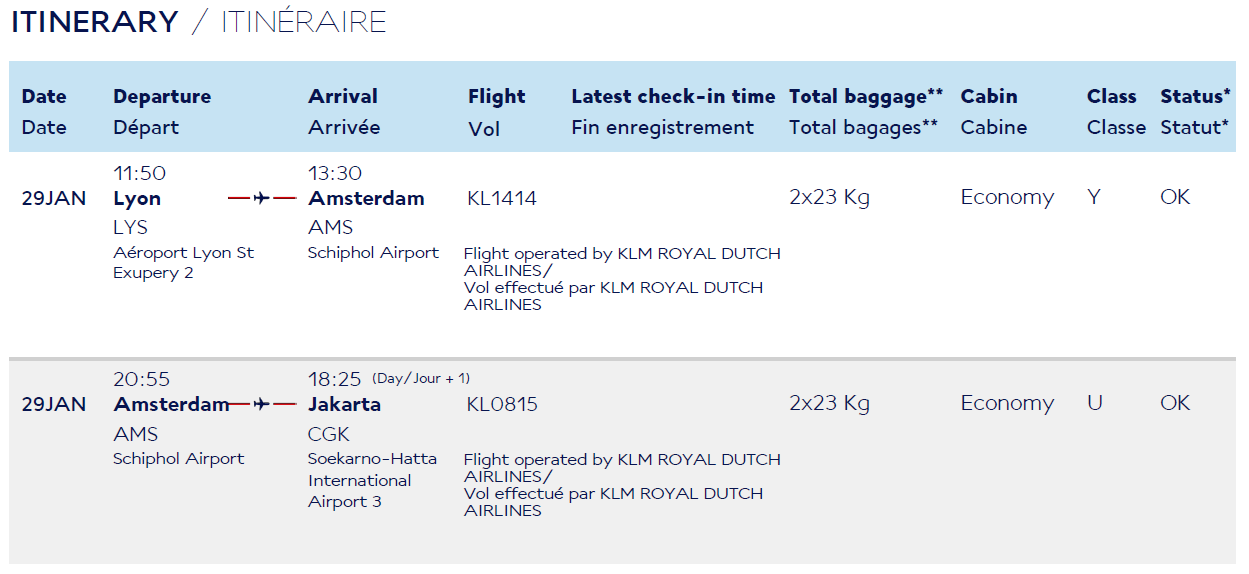 ITINERARY / ITINÉRAIRE
Date Departure Arrival Flight Latest check-in time Total baggage** Cabin Class Status*
Date Départ Arrivée Vol Fin enregistrement Total bagages** Cabine Classe Statut*
11:50 13:30
29JAN Lyon Amsterdam KL1414 2x23 Kg Economy Y OK
LYS AMS
Aéroport Lyon St Schiphol Airport Flight operated by KLM ROYAL DUTCH
Exupery 2 AIRLINES/
Vol effectué par KLM ROYAL DUTCH
AIRLINES
20:55 18:25 (Day/Jour + 1)
29JAN Amsterdam Jakarta KL0815 2x23 Kg Economy U OK
AMS CGK
Schiphol Airport Soekarno-Hatta Flight operated by KLM ROYAL DUTCH
International AIRLINES/
Airport 3 Vol effectué par KLM ROYAL DUTCH
AIRLINES